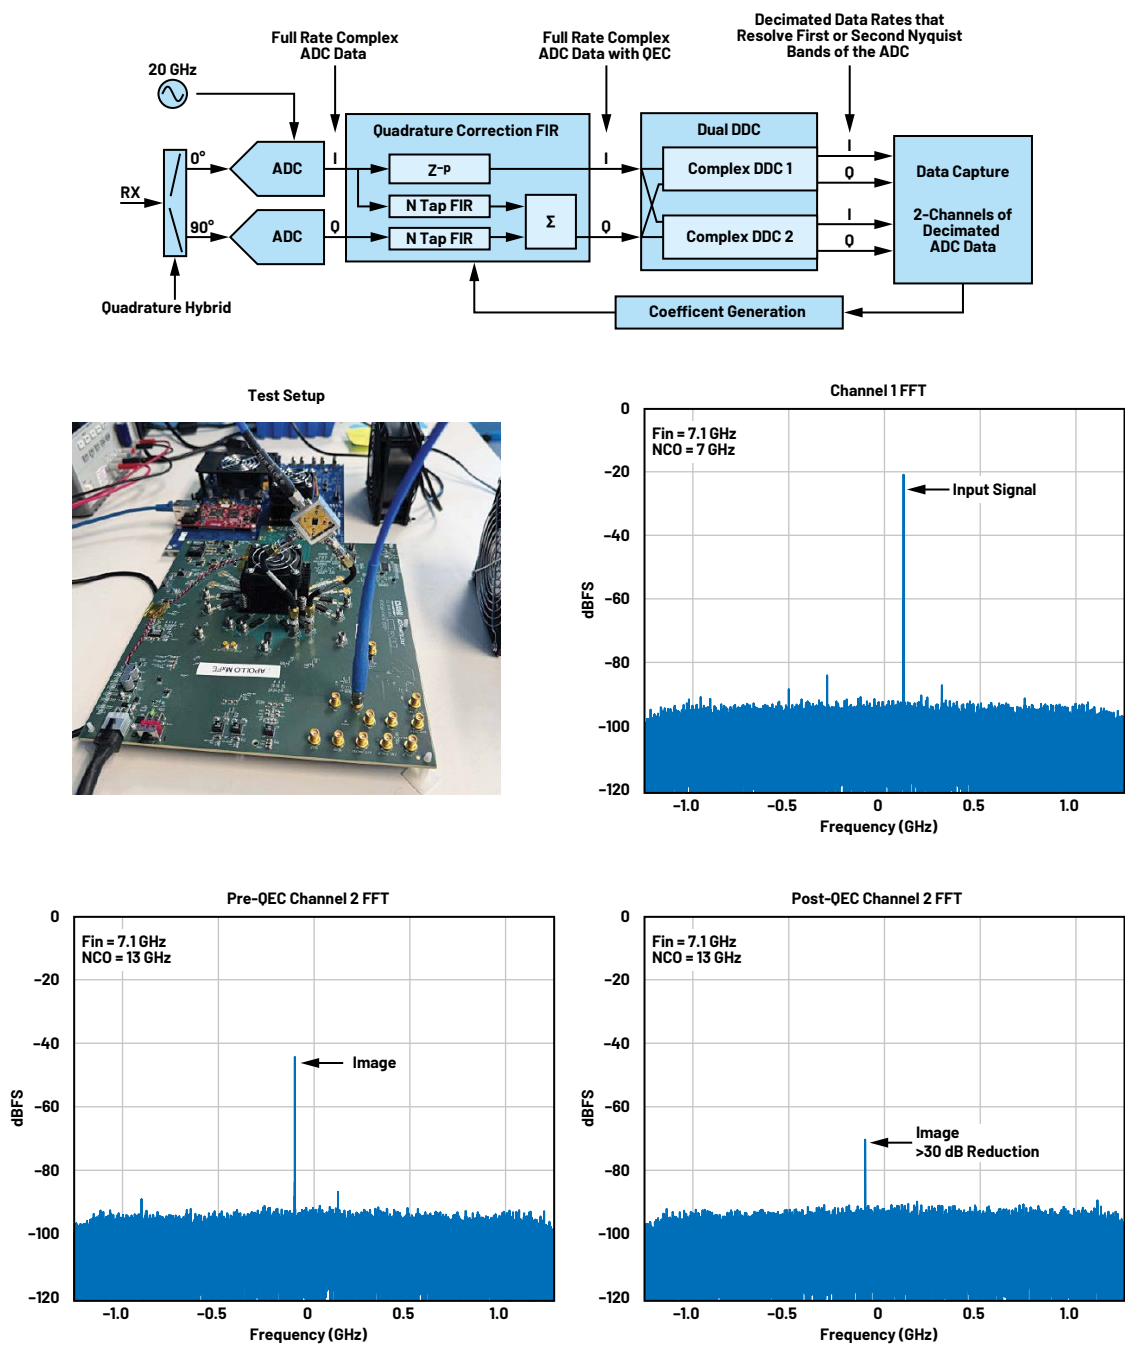 Full Rate Complex
ADC Data
Full Rate Complex
ADC Data with QEC
Decimated Data Rates that
Resolve First or Second Nyquist
Bands of the ADC
20 GHz
Quadrature Correction FIR
Dual DDC
RX
0°
90°
ADC
ADC
I
Q
Z–p
N Tap FIR
N Tap FIR
Σ
I
Q
Complex DDC 1
Complex DDC 2
I
Q
I
Q
Data Capture
2-Channels of
Decimated
ADC Data
Quadrature Hybrid
Coefficent Generation
Test Setup
APOLLO MxFE
Channel 1 FFT
Fin = 7.1 GHz
NCO = 7 GHz
Input Signal
0
–20
–40
–60
–80
–100
–120
dBFS
–1.0
–0.5
0
0.5
1.0
Frequency (GHz)
Pre-QEC Channel 2 FFT
Fin = 7.1 GHz
NCO = 13 GHz
Image
0
–20
–40
–60
–80
–100
–120
dBFS
–1.0
–0.5
0
0.5
1.0
Frequency (GHz)
Post-QEC Channel 2 FFT
Fin = 7.1 GHz
NCO = 13 GHz
Image
>30 dB Reduction
0
–20
–40
–60
–80
–100
–120
dBFS
–1.0
–0.5
0
0.5
1.0
Frequency (GHz)